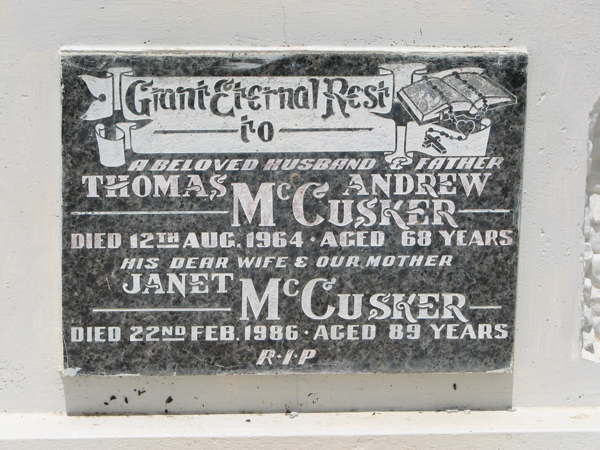 Grant Eternal Rest
to
A BELOVED HUSBAND & FATHER
THOMAS ANDREW
McCUSKER
DIED 12TH AUG. 1964 · AGED 68 YEARS
HIS DEAR WIFE & OUR MOTHER
JANET McCUSKER
DIED 22ND FEB. 1986 · AGED 89 YEARS
R·I·P